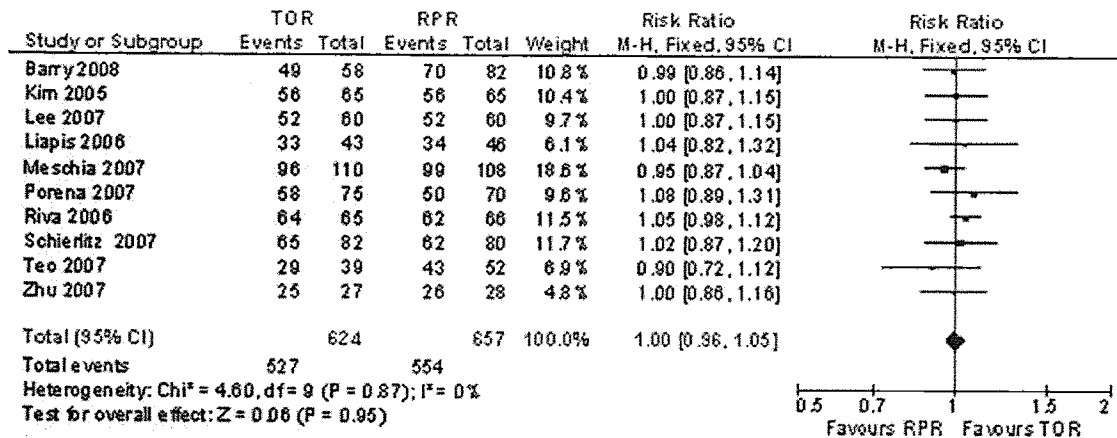 TOR RPR Risk Ratio Risk Ratio
Study or Subgroup Events Total Events Total Weight M-H, Fixed, 95% CI M-H, Fixed, 95% CI
Barry 2008 49 58 70 82 10.8% 0.99 [0.86, 1.14]
Kim 2005 56 65 56 65 10.4% 1.00 [0.87, 1.15]
Lee 2007 52 60 52 60 9.7% 1.00 [0.87, 1.15]
Liapis 2006 33 43 34 46 6.1% 1.04 [0.82, 1.32]
Meschia 2007 96 110 99 108 18.6% 0.95 [0.87, 1.04]
Porena 2007 58 75 50 70 9.6% 1.08 [0.89, 1.31]
Riva 2006 64 65 62 66 11.5% 1.05 [0.98, 1.12]
Schierlitz 2007 65 82 62 80 11.7% 1.02 [0.87, 1.20]
Teo 2007 29 39 43 52 6.9% 0.90 [0.72, 1.12]
Zhu 2007 25 27 26 28 4.8% 1.00 [0.86, 1.16]
Total (95% CI) 624 657 100.0% 1.00 [0.96, 1.05]
Total events 527 554
Heterogeneity: Chi² = 4.60, df = 9 (P = 0.87); I² = 0%
Test for overall effect: Z = 0.06 (P = 0.95)
0.5 0.7 1 1.5 2
Favours RPR Favours TOR